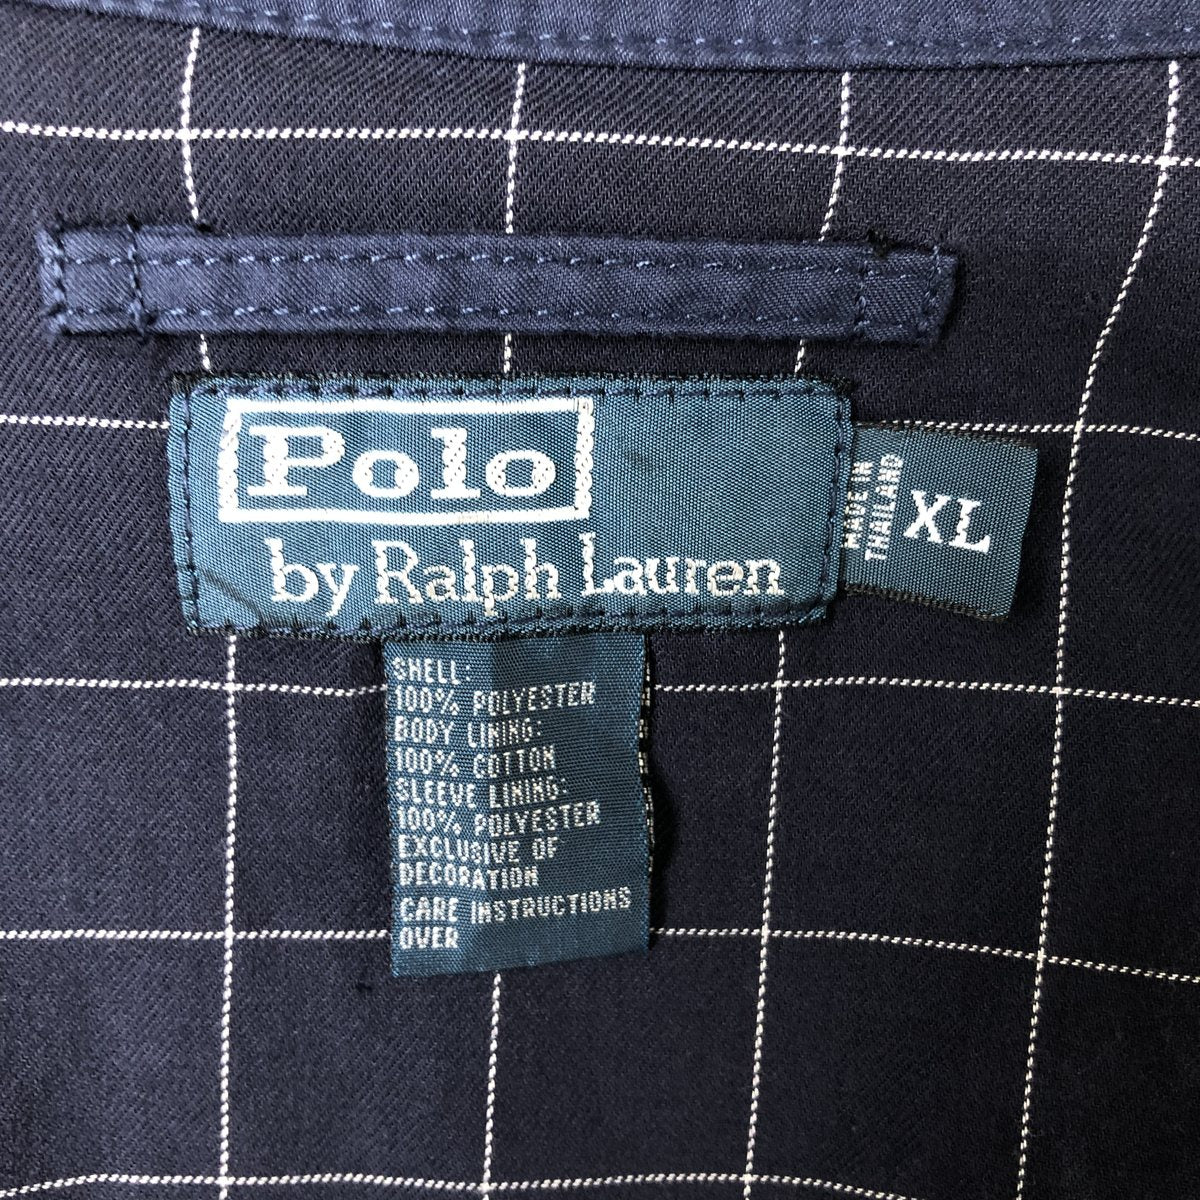 Polo
by Ralph Lauren
MADE IN
THAILAND
XL
SHELL:
100% POLYESTER
BODY LINING:
100% COTTON
SLEEVE LINING:
100% POLYESTER
EXCLUSIVE OF
DECORATION
CARE INSTRUCTIONS
OVER